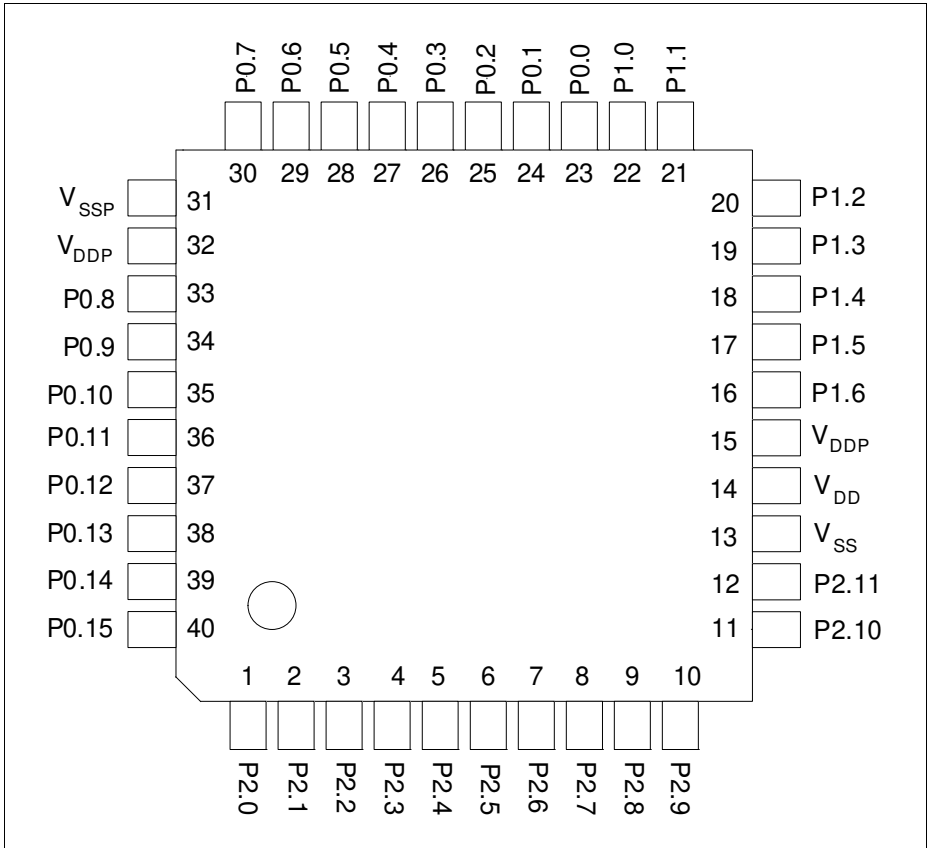 P0.7 P0.6 P0.5 P0.4 P0.3 P0.2 P0.1 P0.0 P1.0 P1.1
30 29 28 27 26 25 24 23 22 21
VSSP 31 20 P1.2
VDDP 32 19 P1.3
P0.8 33 18 P1.4
P0.9 34 17 P1.5
P0.10 35 16 P1.6
P0.11 36 15 VDDP
P0.12 37 14 VDD
P0.13 38 13 VSS
P0.14 39 12 P2.11
P0.15 40 11 P2.10
1 2 3 4 5 6 7 8 9 10
P2.0 P2.1 P2.2 P2.3 P2.4 P2.5 P2.6 P2.7 P2.8 P2.9